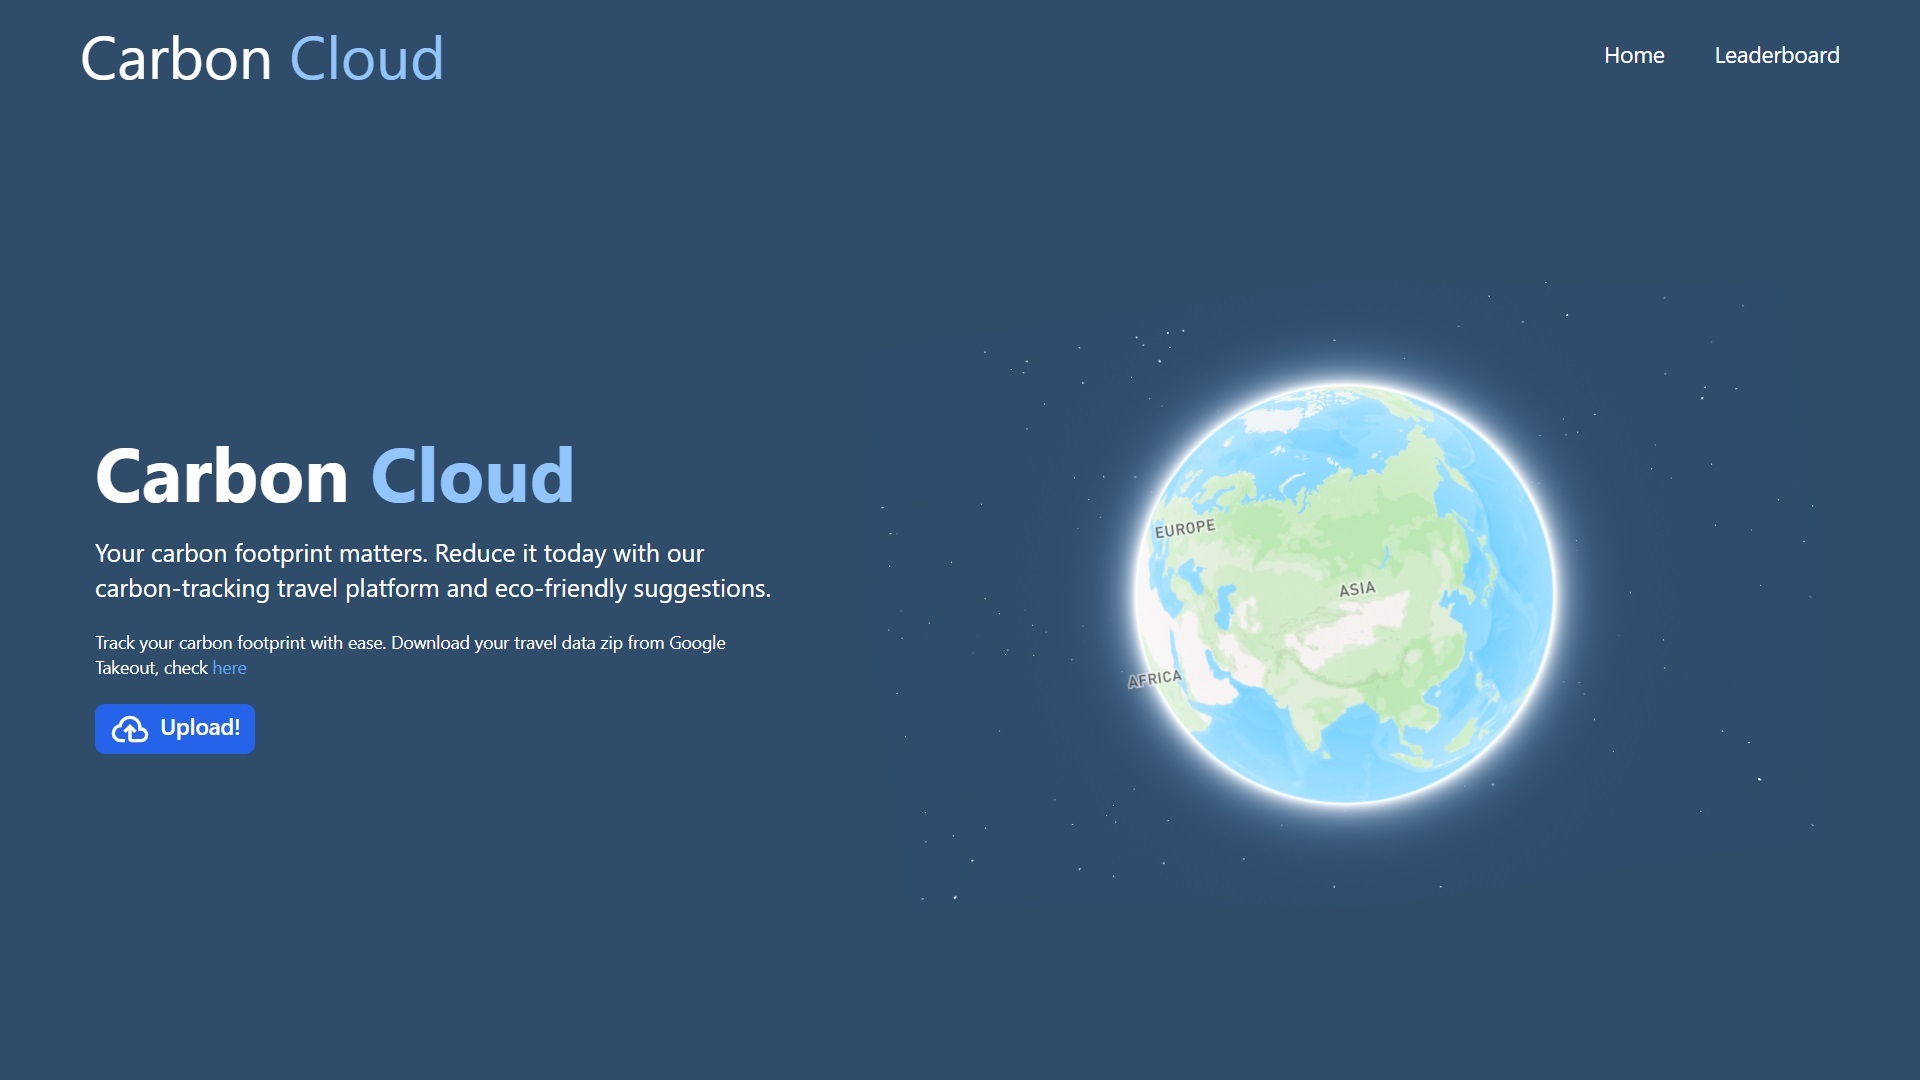 Carbon Cloud
Home
Leaderboard
Carbon Cloud
Your carbon footprint matters. Reduce it today with our
carbon-tracking travel platform and eco-friendly suggestions.
Track your carbon footprint with ease. Download your travel data zip from Google
Takeout, check here
Upload!
EUROPE
ASIA
AFRICA